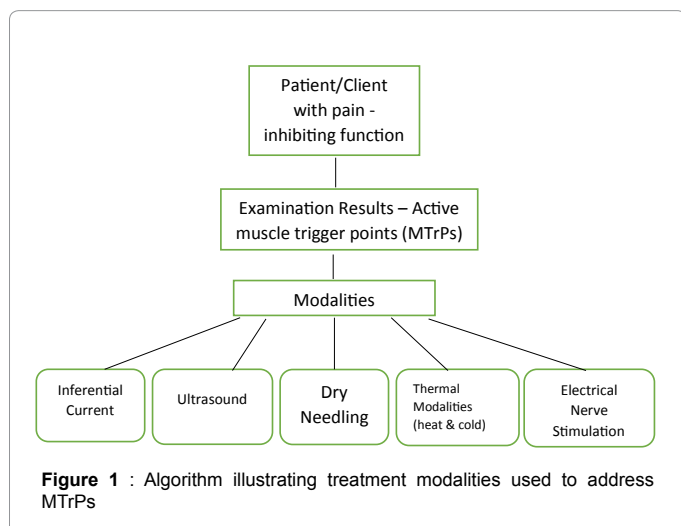 Patient/Client
with pain -
inhibiting function
Examination Results – Active
muscle trigger points (MTrPs)
Modalities
Inferential
Current
Ultrasound
Dry
Needling
Thermal
Modalities
(heat & cold)
Electrical
Nerve
Stimulation
Figure 1 : Algorithm illustrating treatment modalities used to address
MTrPs